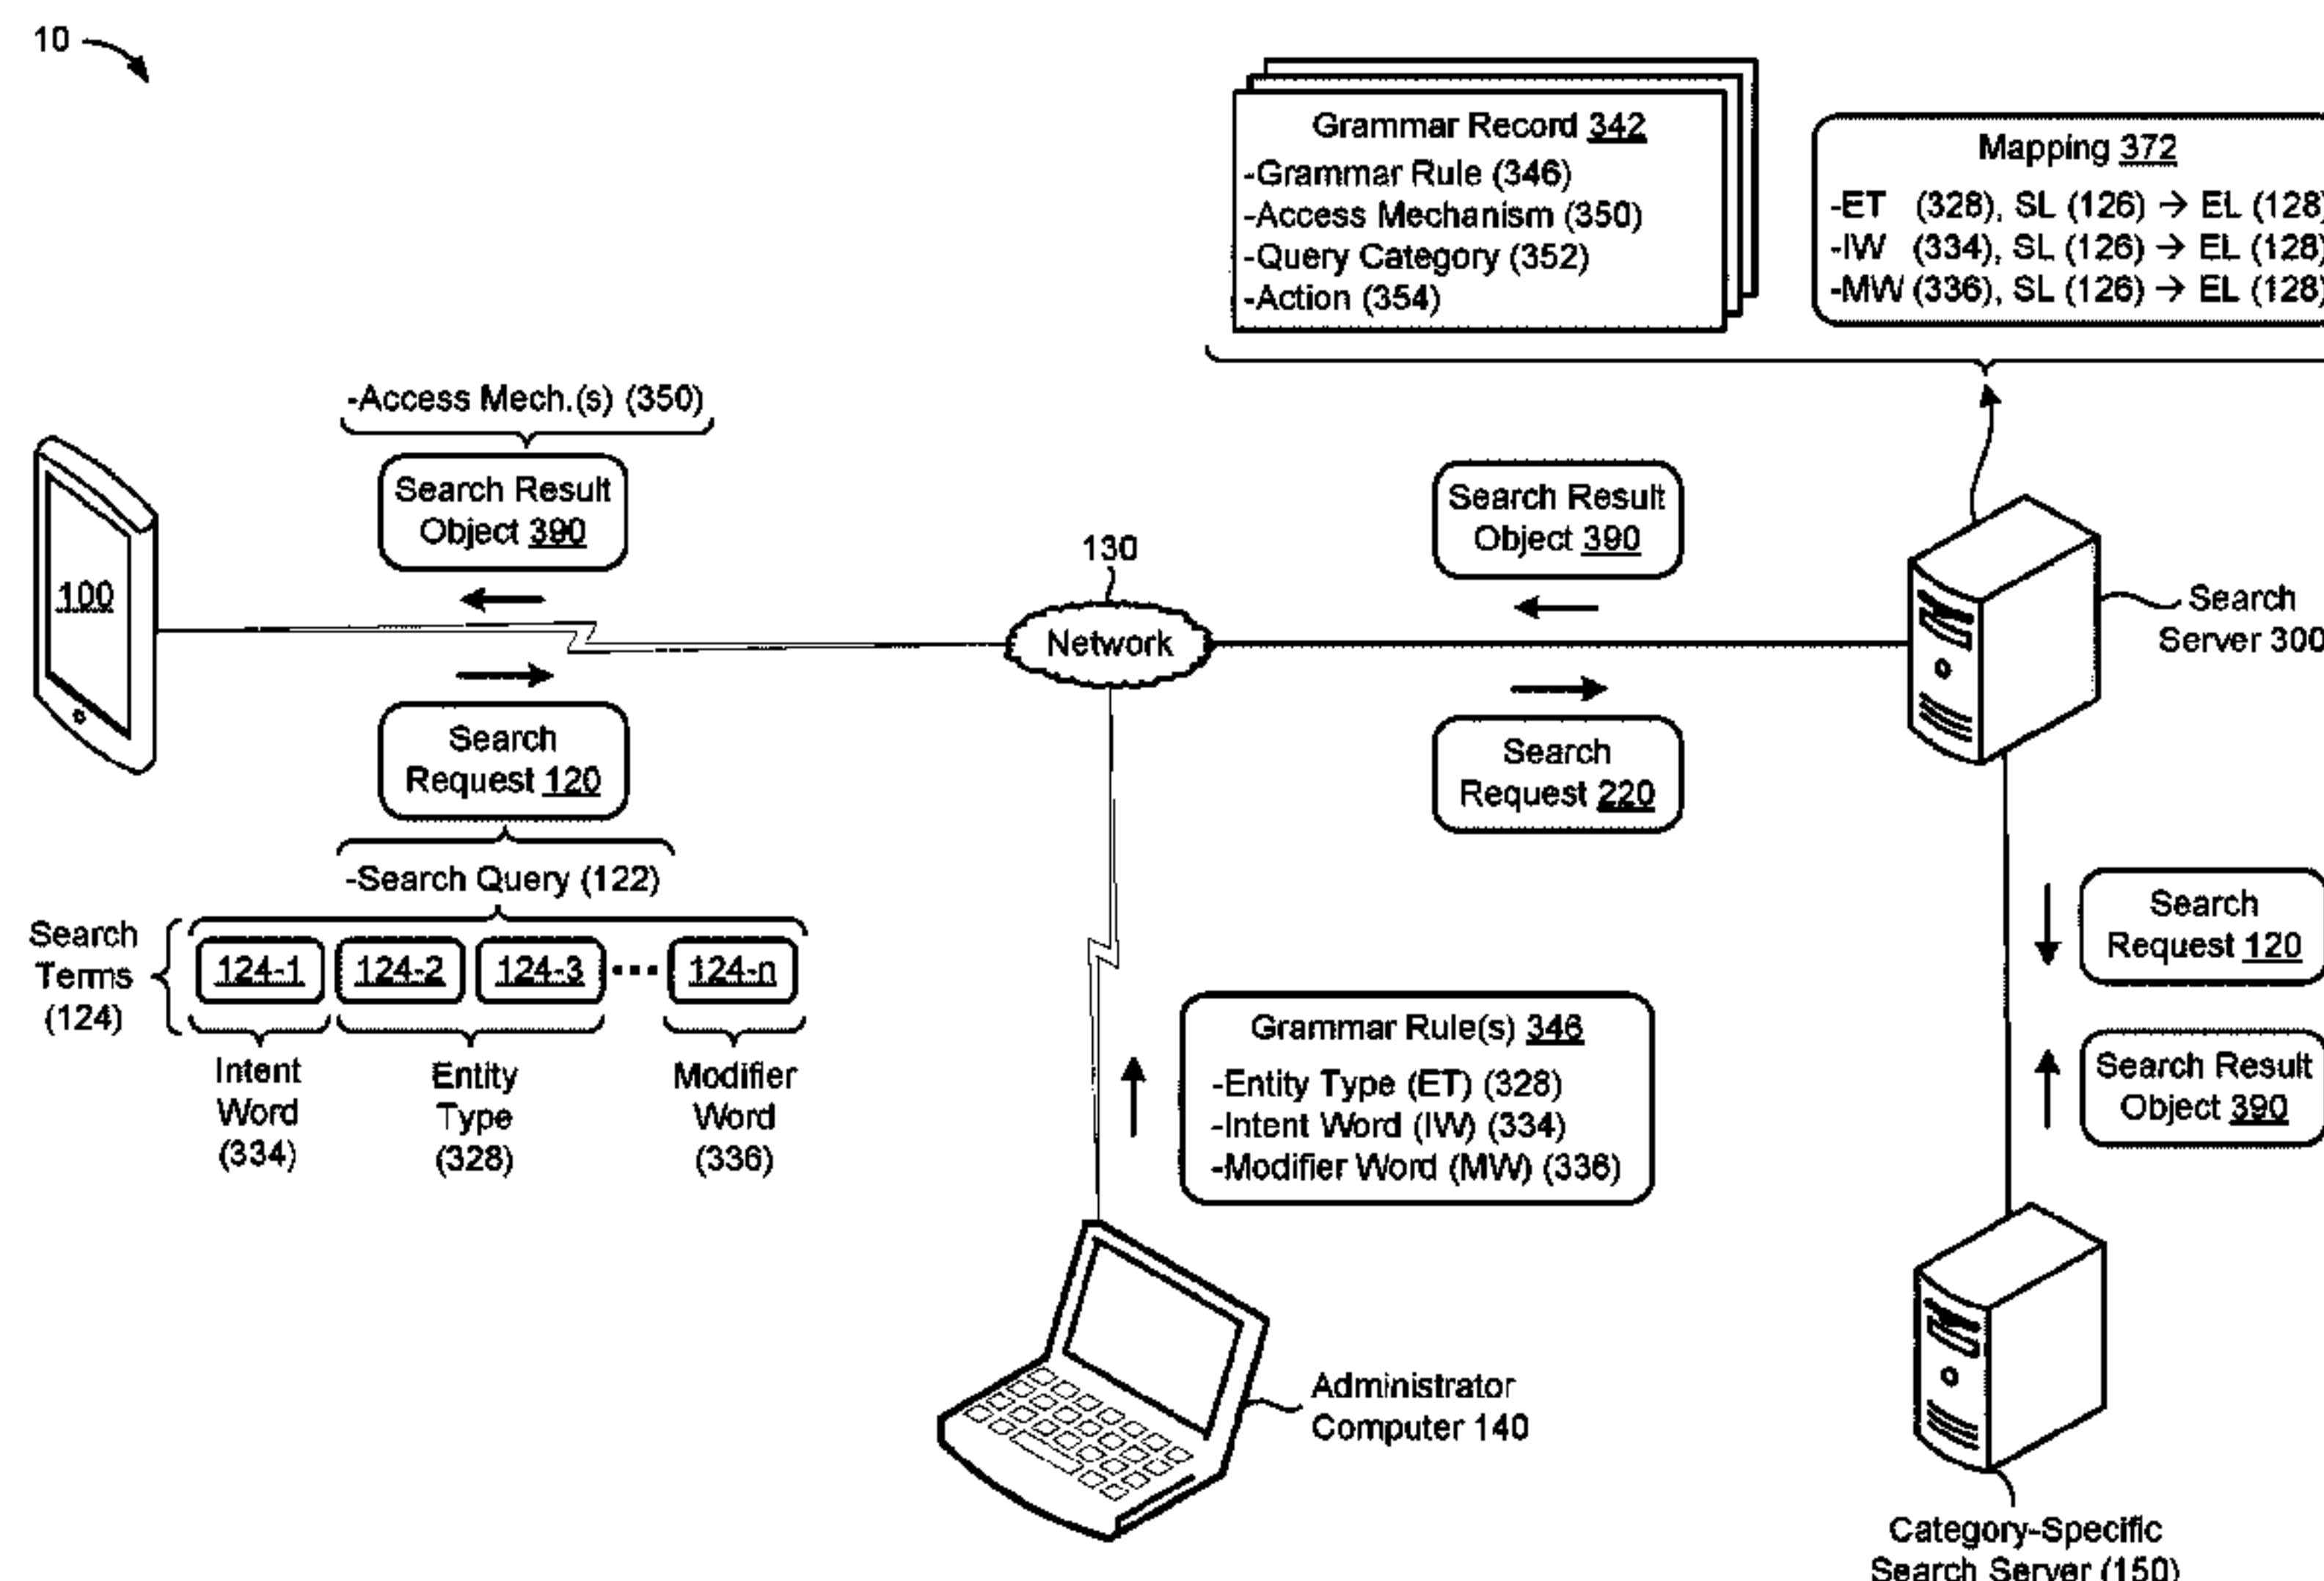 10
Grammar Record 342
-Grammar Rule (346)
-Access Mechanism (350)
-Query Category (352)
-Action (354)
Mapping 372
-ET (328), SL (126) → EL (128)
-IW (334), SL (126) → EL (128)
-MW (336), SL (126) → EL (128)
-Access Mech.(s) (350)
Search Result
Object 390
100
Search
Request 120
-Search Query (122)
Search
Terms
(124)
124-1
124-2
124-3
...
124-n
Intent
Word
(334)
Entity
Type
(328)
Modifier
Word
(336)
130
Network
Search Result
Object 390
Search
Request 220
Search
Server 300
Search
Request 120
Search Result
Object 390
Grammar Rule(s) 346
-Entity Type (ET) (328)
-Intent Word (IW) (334)
-Modifier Word (MW) (336)
Administrator
Computer 140
Category-Specific
Search Server (150)